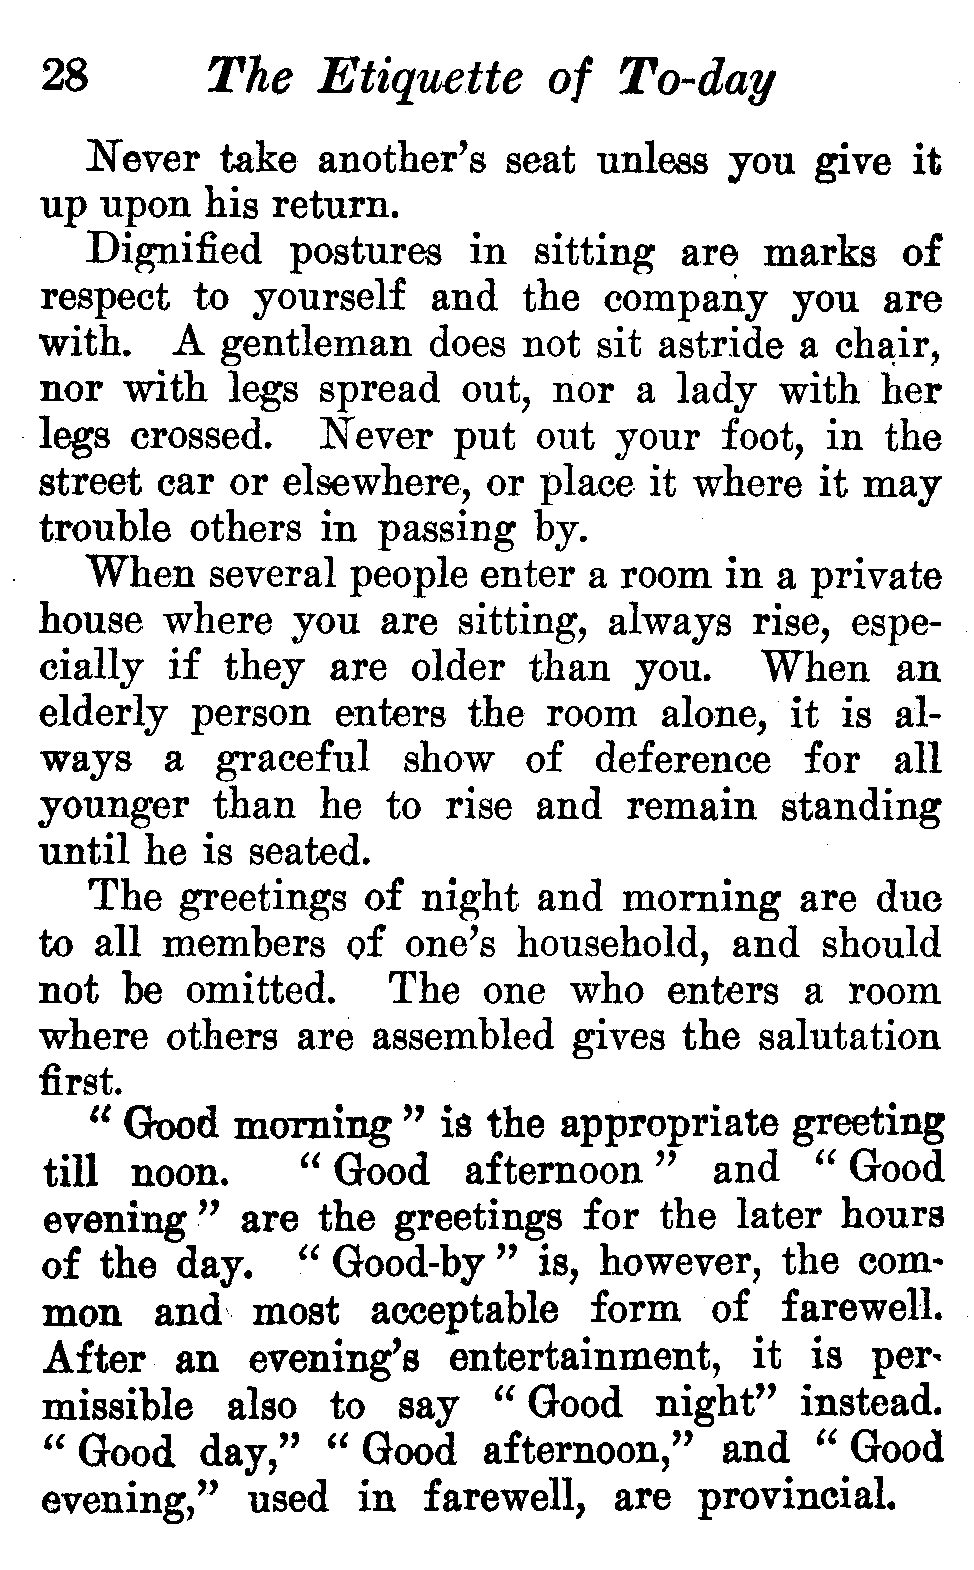 28 The Etiquette of To-day
Never take another's seat unless you give it
up upon his return.
Dignified postures in sitting are marks of
respect to yourself and the company you are
with. A gentleman does not sit astride a chair,
nor with legs spread out, nor a lady with her
legs crossed. Never put out your foot, in the
street car or elsewhere, or place it where it may
trouble others in passing by.
When several people enter a room in a private
house where you are sitting, always rise, espe-
cially if they are older than you. When an
elderly person enters the room alone, it is al-
ways a graceful show of deference for all
younger than he to rise and remain standing
until he is seated.
The greetings of night and morning are due
to all members of one's household, and should
not be omitted. The one who enters a room
where others are assembled gives the salutation
first.
"Good morning" is the appropriate greeting
till noon. "Good afternoon" and "Good
evening" are the greetings for the later hours
of the day. "Good-by" is, however, the com-
mon and most acceptable form of farewell.
After an evening's entertainment, it is per-
missible also to say "Good night" instead.
"Good day," "Good afternoon," and "Good
evening," used in farewell, are provincial.